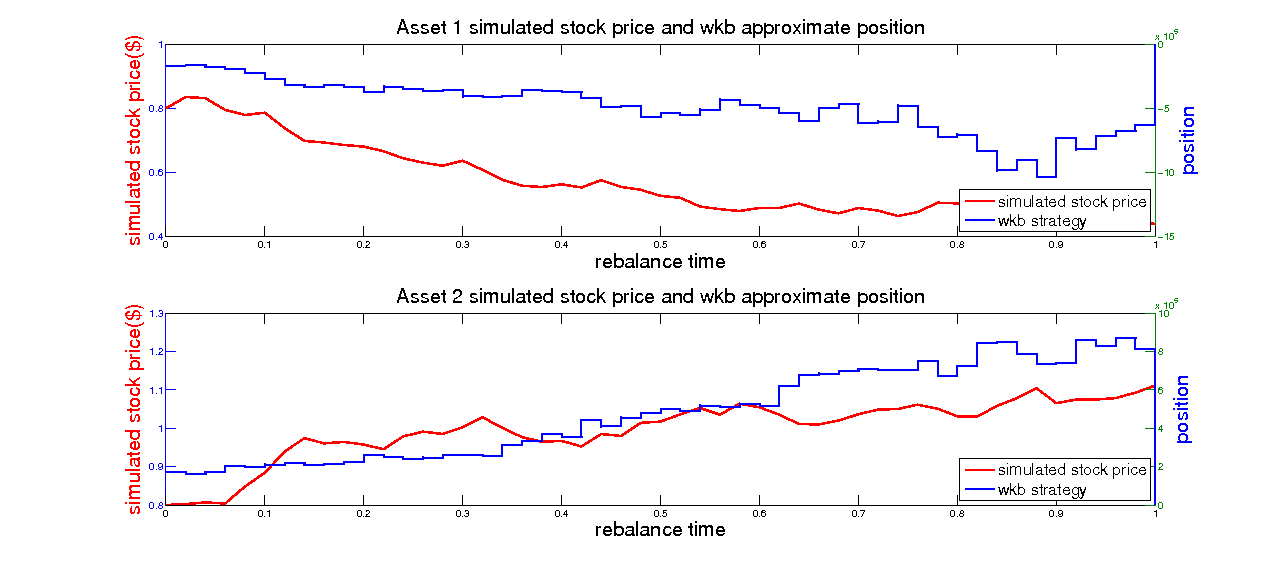 Asset 1 simulated stock price and wkb approximate position
x 10^5
simulated stock price($)
position
1
0.8
0.6
0.4
0
-5
-10
-15
simulated stock price
wkb strategy
0 0.1 0.2 0.3 0.4 0.5 0.6 0.7 0.8 0.9 1
rebalance time
Asset 2 simulated stock price and wkb approximate position
x 10^5
simulated stock price($)
position
1.3
1.2
1.1
1
0.9
0.8
10
8
6
4
2
0
simulated stock price
wkb strategy
0 0.1 0.2 0.3 0.4 0.5 0.6 0.7 0.8 0.9 1
rebalance time